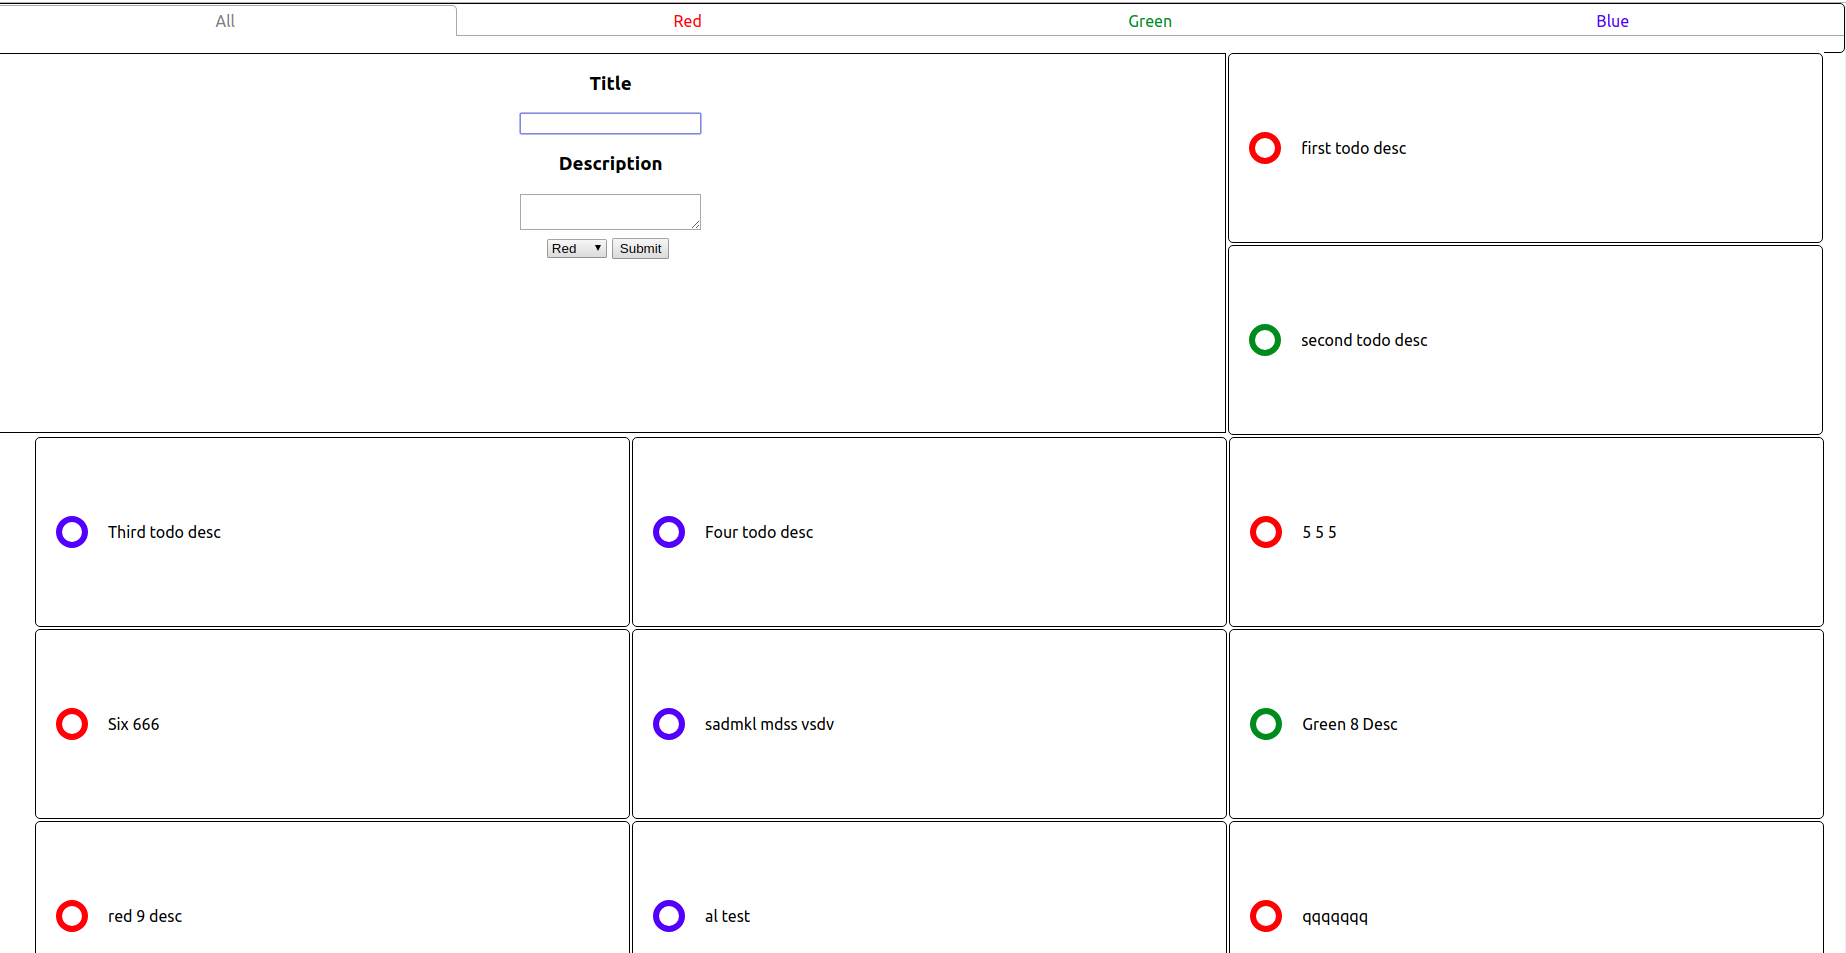 All
Red
Green
Blue
Title
Description
Red
Submit
first todo desc
second todo desc
Third todo desc
Four todo desc
5 5 5
Six 666
sadmkl mdss vsdv
Green 8 Desc
red 9 desc
al test
qqqqqqq